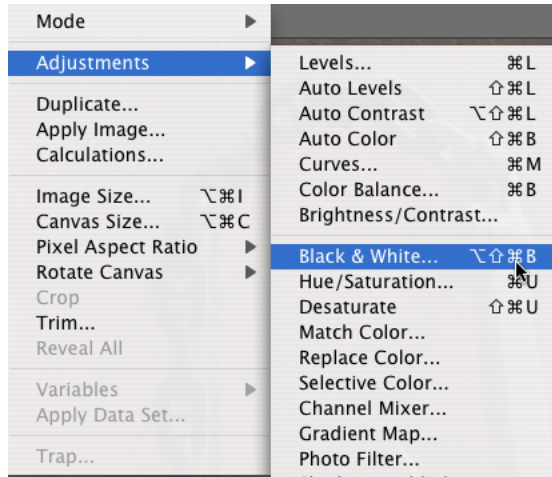 Mode
Adjustments
Duplicate...
Apply Image...
Calculations...
Image Size... ⌥⌘I
Canvas Size... ⌥⌘C
Pixel Aspect Ratio
Rotate Canvas
Crop
Trim...
Reveal All
Variables
Apply Data Set...
Trap...
Levels... ⌘L
Auto Levels ⇧⌘L
Auto Contrast ⌥⇧⌘L
Auto Color ⇧⌘B
Curves... ⌘M
Color Balance... ⌘B
Brightness/Contrast...
Black & White... ⌥⇧⌘B
Hue/Saturation... ⌘U
Desaturate ⇧⌘U
Match Color...
Replace Color...
Selective Color...
Channel Mixer...
Gradient Map...
Photo Filter...